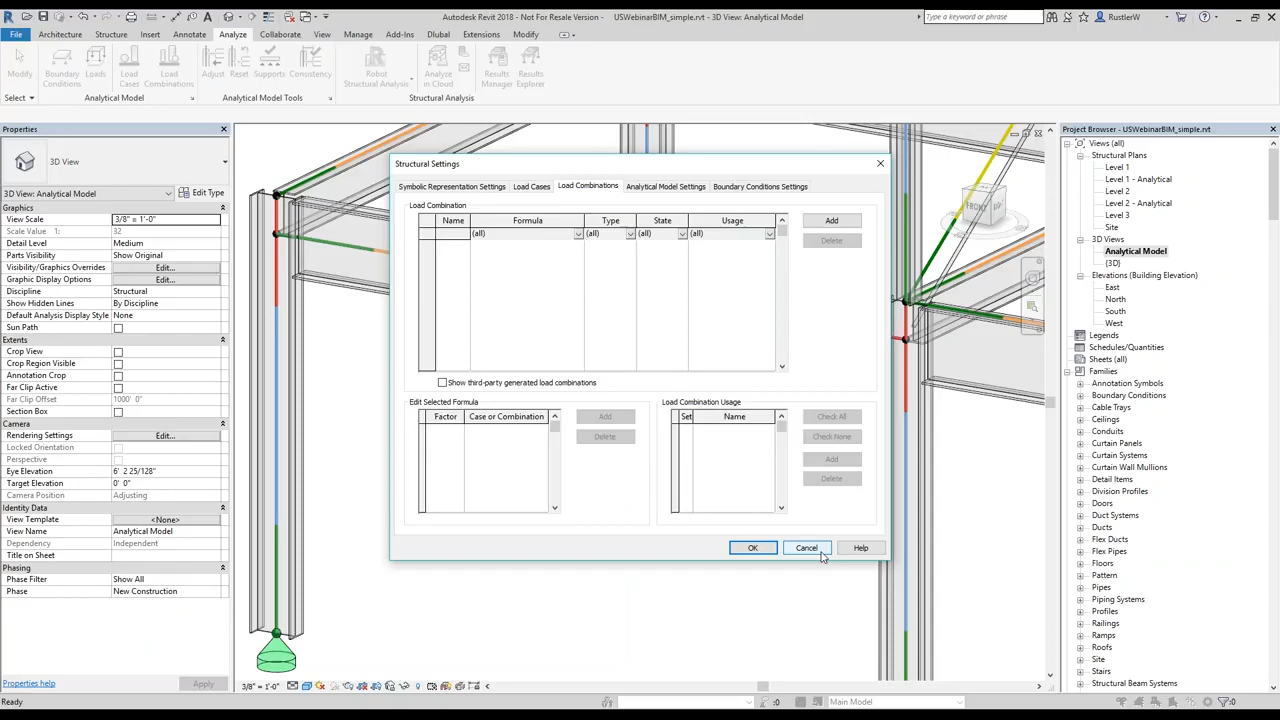 Autodesk Revit 2018 - Not For Resale Version - USWebinarBIM_simple.rvt - 3D View: Analytical Model
Type a keyword or phrase
RustlerW
File Architecture Structure Insert Annotate Analyze Collaborate View Manage Add-Ins Dlubal Extensions Modify
Modify
Boundary Conditions
Loads
Load Cases
Load Combinations
Adjust
Reset
Supports
Consistency
Robot Structural Analysis
Analyze in Cloud
Results Manager
Results Explorer
Select
Analytical Model
Analytical Model Tools
Structural Analysis
Properties
3D View
3D View: Analytical Model
Edit Type
Graphics
View Scale 3/8" = 1'-0"
Scale Value 1: 32
Detail Level Medium
Parts Visibility Show Original
Visibility/Graphics Overrides Edit...
Graphic Display Options Edit...
Discipline Structural
Show Hidden Lines By Discipline
Default Analysis Display Style None
Sun Path
Extents
Crop View
Crop Region Visible
Annotation Crop
Far Clip Active
Far Clip Offset 1000' 0"
Section Box
Camera
Rendering Settings Edit...
Locked Orientation
Perspective
Eye Elevation 6' 2 25/128"
Target Elevation 0' 0"
Camera Position Adjusting
Identity Data
View Template <None>
View Name Analytical Model
Dependency Independent
Title on Sheet
Phasing
Phase Filter Show All
Phase New Construction
Properties help
Apply
Structural Settings
Symbolic Representation Settings Load Cases Load Combinations Analytical Model Settings Boundary Conditions Settings
Load Combination
Name Formula Type State Usage
(all) (all) (all) (all)
Add
Delete
Show third-party generated load combinations
Edit Selected Formula
Factor Case or Combination
Add
Delete
Load Combination Usage
Set Name
Check All
Check None
Add
Delete
OK Cancel Help
FRONT
Project Browser - USWebinarBIM_simple.rvt
Views (all)
Structural Plans
Level 1
Level 1 - Analytical
Level 2
Level 2 - Analytical
Level 3
Site
3D Views
Analytical Model
{3D}
Elevations (Building Elevation)
East
North
South
West
Legends
Schedules/Quantities
Sheets (all)
Families
Annotation Symbols
Boundary Conditions
Cable Trays
Ceilings
Conduits
Curtain Panels
Curtain Systems
Curtain Wall Mullions
Detail Items
Division Profiles
Duct Systems
Ducts
Flex Ducts
Flex Pipes
Floors
Pattern
Pipes
Piping Systems
Profiles
Railings
Ramps
Roofs
Site
Stairs
Structural Beam Systems
3/8" = 1'-0"
Ready
:0
Main Model
:0